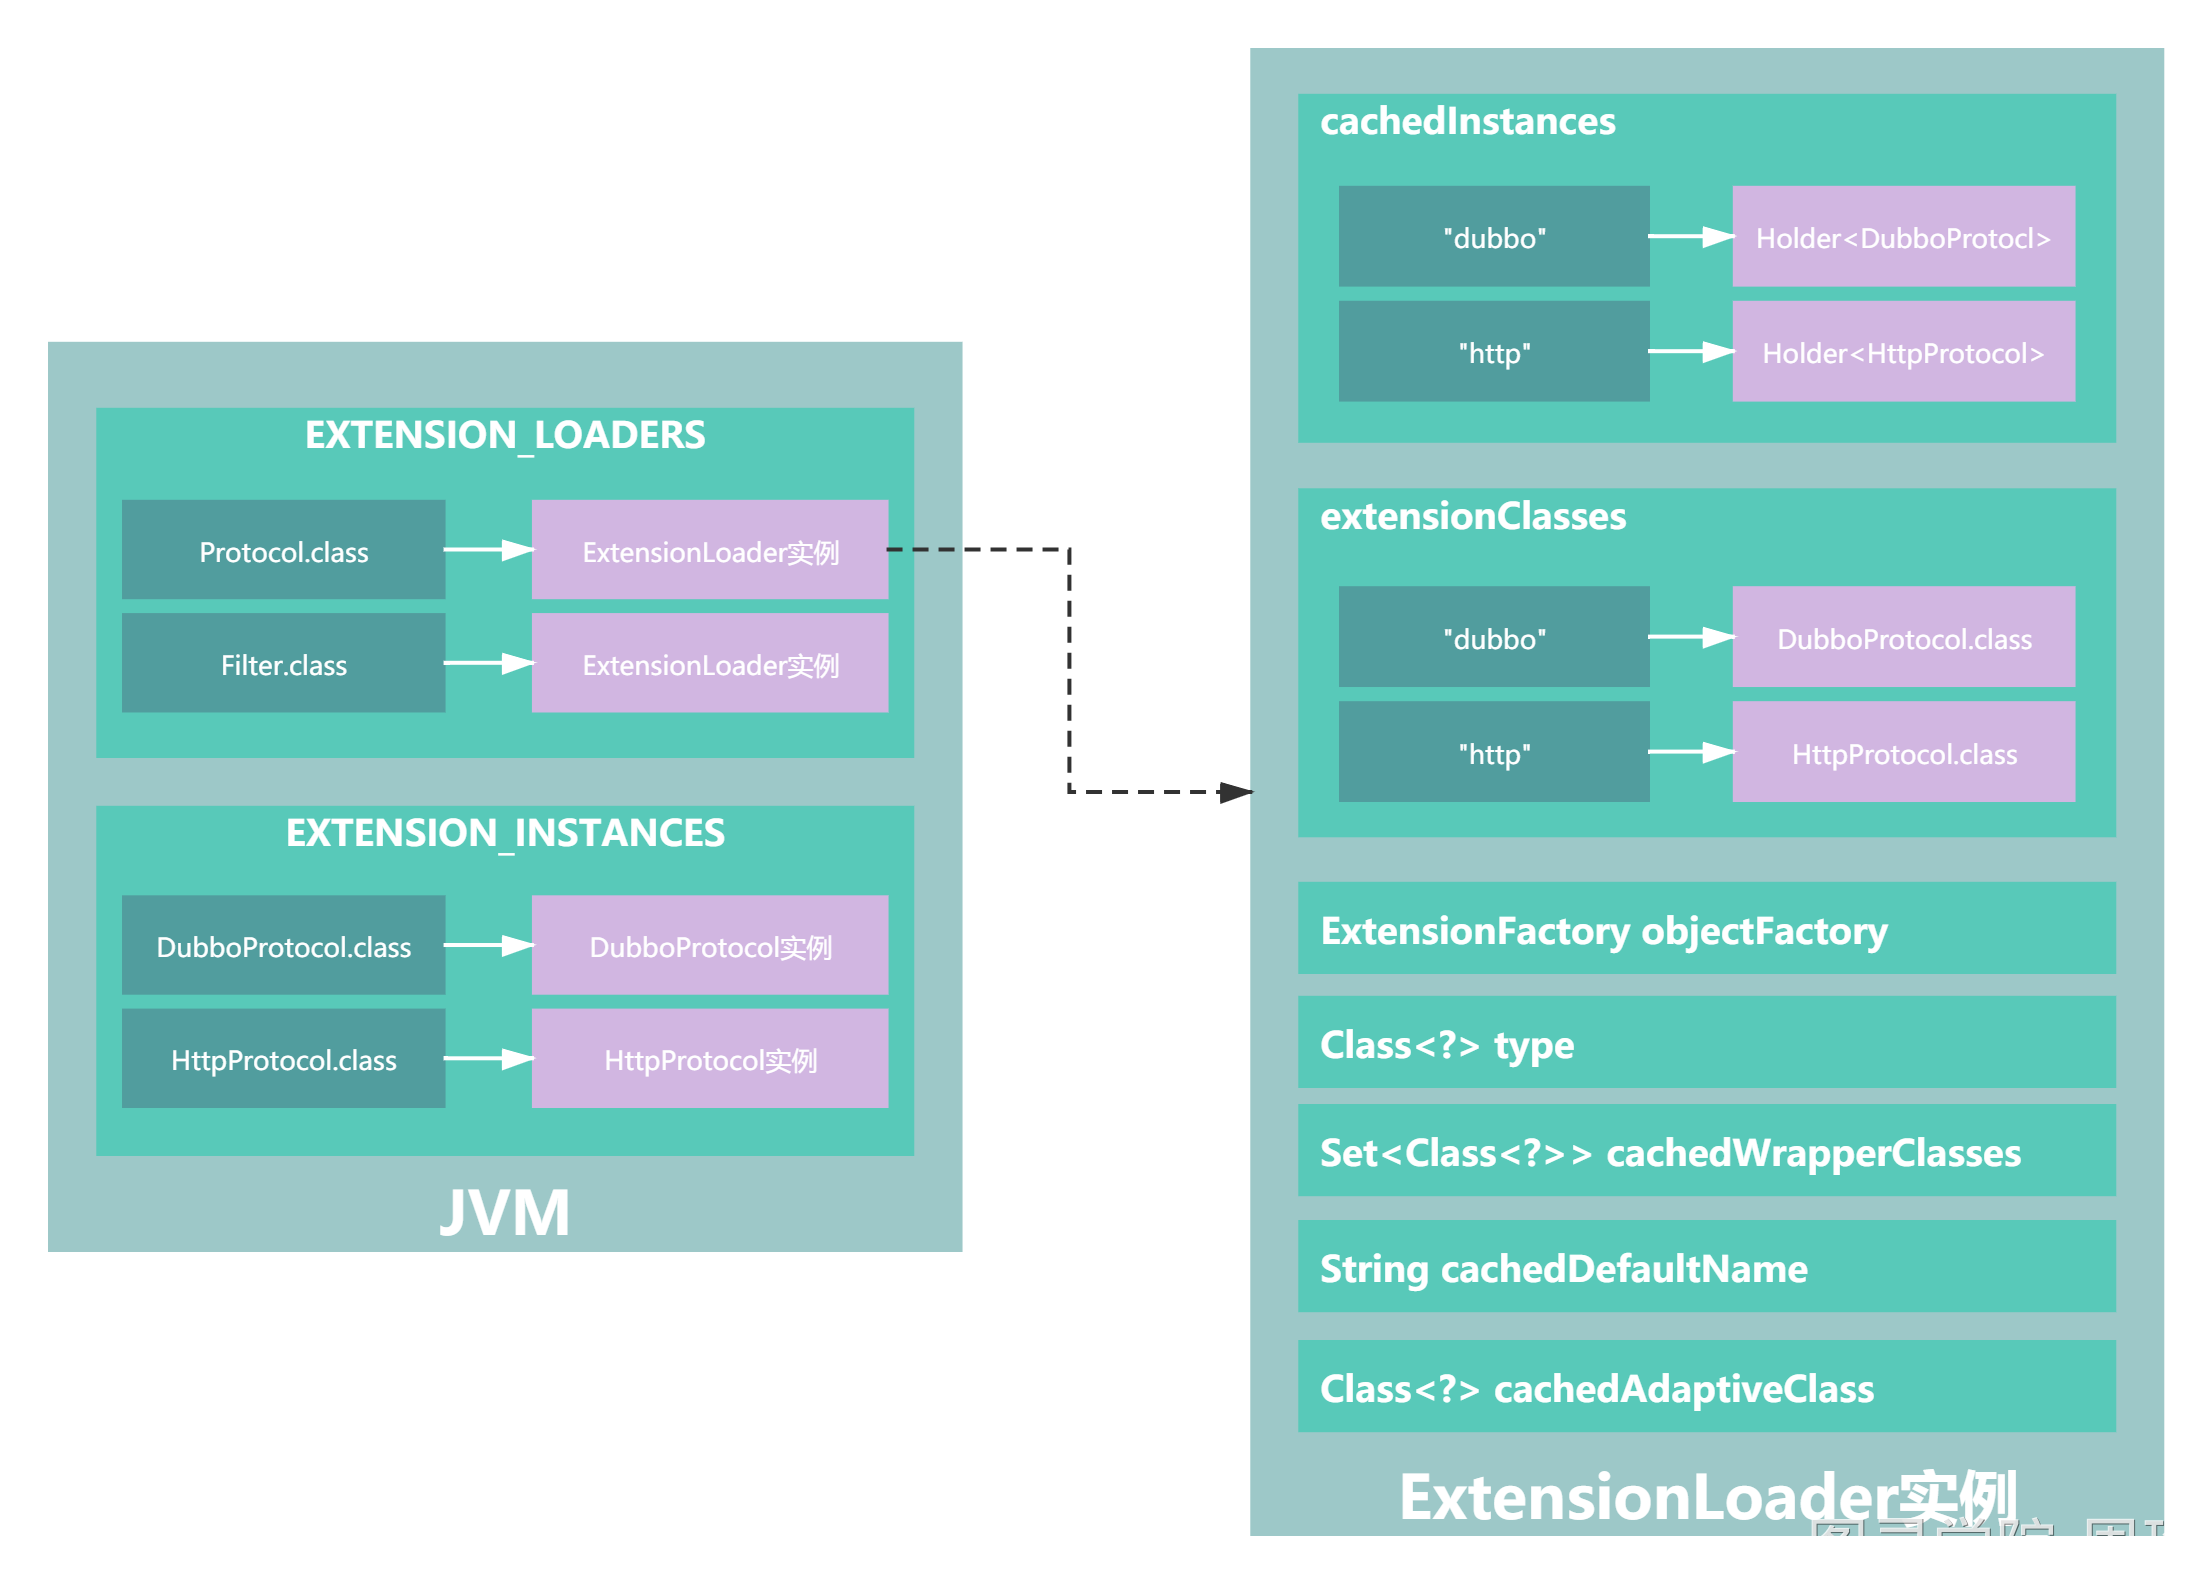 EXTENSION_LOADERS
Protocol.class
ExtensionLoader实例
Filter.class
ExtensionLoader实例
EXTENSION_INSTANCES
DubboProtocol.class
DubboProtocol实例
HttpProtocol.class
HttpProtocol实例
JVM
cachedInstances
"dubbo"
Holder<DubboProtocl>
"http"
Holder<HttpProtocol>
extensionClasses
"dubbo"
DubboProtocol.class
"http"
HttpProtocol.class
ExtensionFactory objectFactory
Class<?> type
Set<Class<?>> cachedWrapperClasses
String cachedDefaultName
Class<?> cachedAdaptiveClass
ExtensionLoader实例